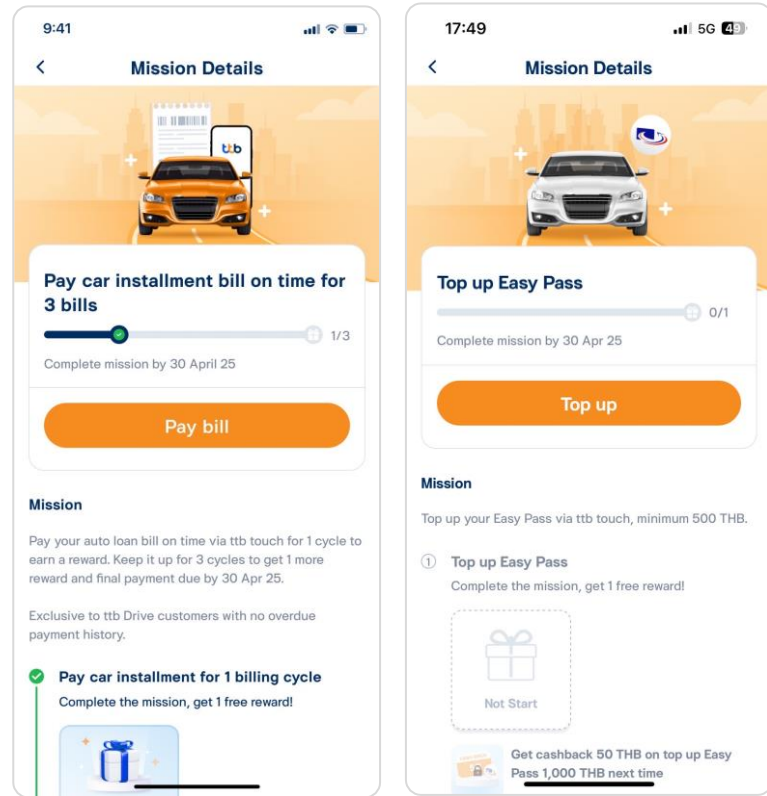 9:41
Mission Details
ttb
Pay car installment bill on time for
3 bills
1/3
Complete mission by 30 April 25
Pay bill
Mission
Pay your auto loan bill on time via ttb touch for 1 cycle to
earn a reward. Keep it up for 3 cycles to get 1 more
reward and final payment due by 30 Apr 25.
Exclusive to ttb Drive customers with no overdue
payment history.
Pay car installment for 1 billing cycle
Complete the mission, get 1 free reward!
17:49
5G 49
Mission Details
Top up Easy Pass
0/1
Complete mission by 30 Apr 25
Top up
Mission
Top up your Easy Pass via ttb touch, minimum 500 THB.
1 Top up Easy Pass
Complete the mission, get 1 free reward!
Not Start
Get cashback 50 THB on top up Easy
Pass 1,000 THB next time